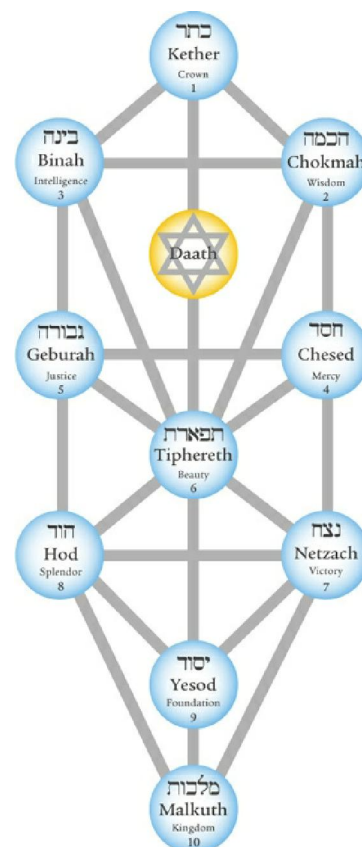 כתר
Kether
Crown
1
בינה
Binah
Intelligence
3
הכמה
Chokmah
Wisdom
2
Daath
גבורה
Geburah
Justice
5
חסד
Chesed
Mercy
4
תפארת
Tiphereth
Beauty
6
הוד
Hod
Splendor
8
נצח
Netzach
Victory
7
יסוד
Yesod
Foundation
9
מלכות
Malkuth
Kingdom
10